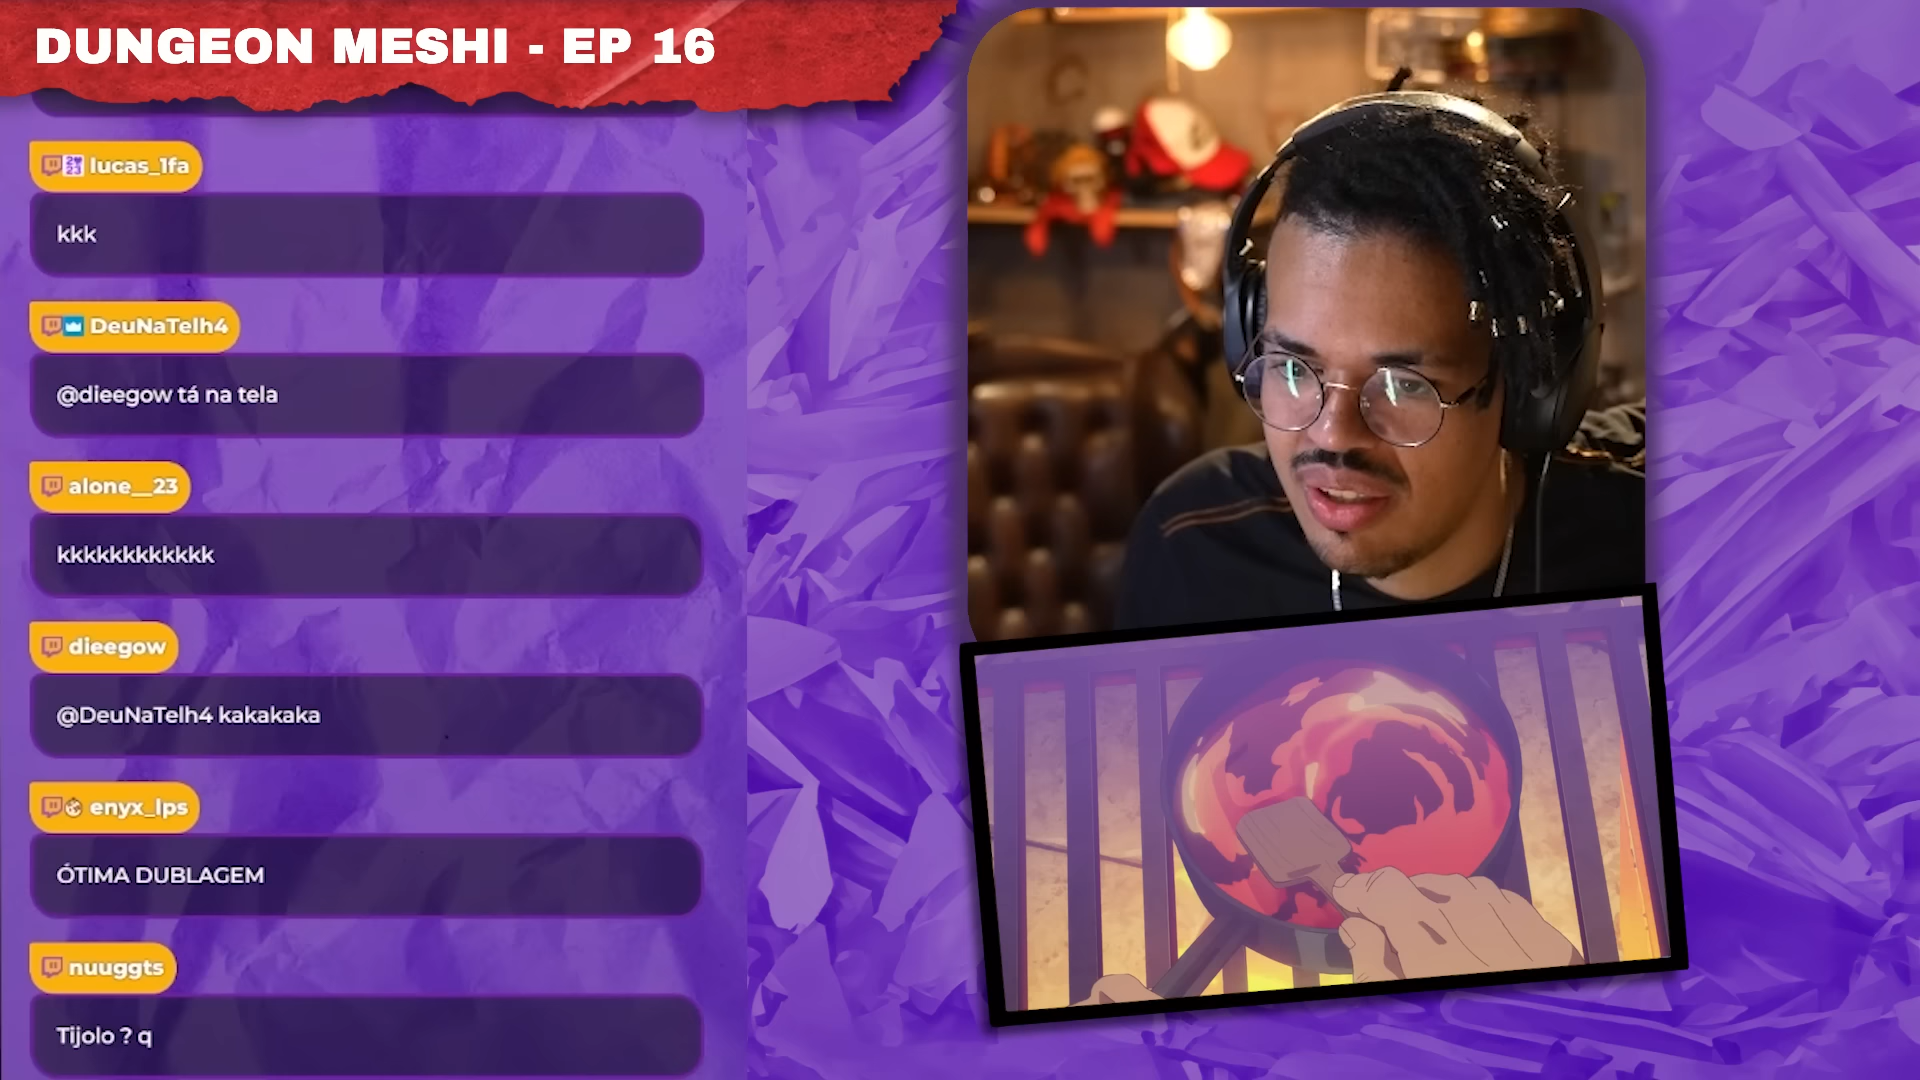 DUNGEON MESHI - EP 16
lucas_1fa
kkk
DeuNaTelh4
@dieegow tá na tela
alone__23
kkkkkkkkkkkk
dieegow
@DeuNaTelh4 kakakaka
enyx_lps
ÓTIMA DUBLAGEM
nuuggts
Tijolo ? q